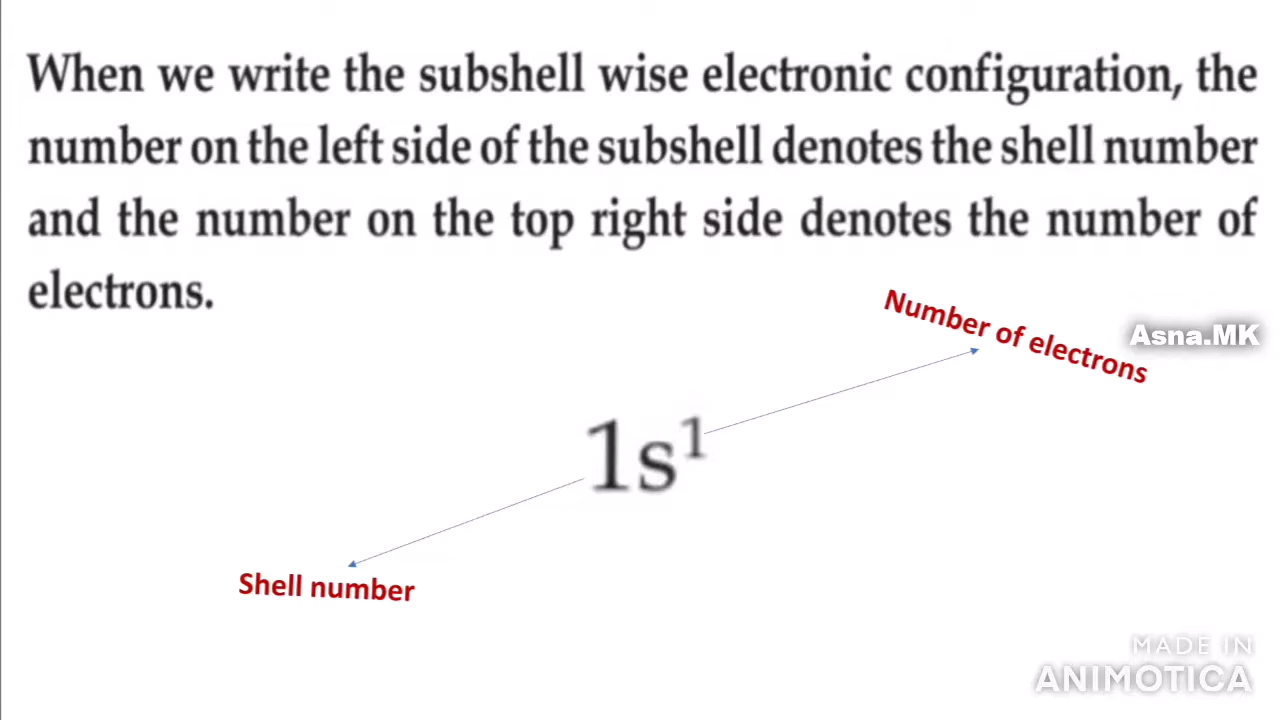 When we write the subshell wise electronic configuration, the
number on the left side of the subshell denotes the shell number
and the number on the top right side denotes the number of
electrons.
Number of electrons
Asna.MK
1s¹
Shell number
MADE IN
ANIMOTICA